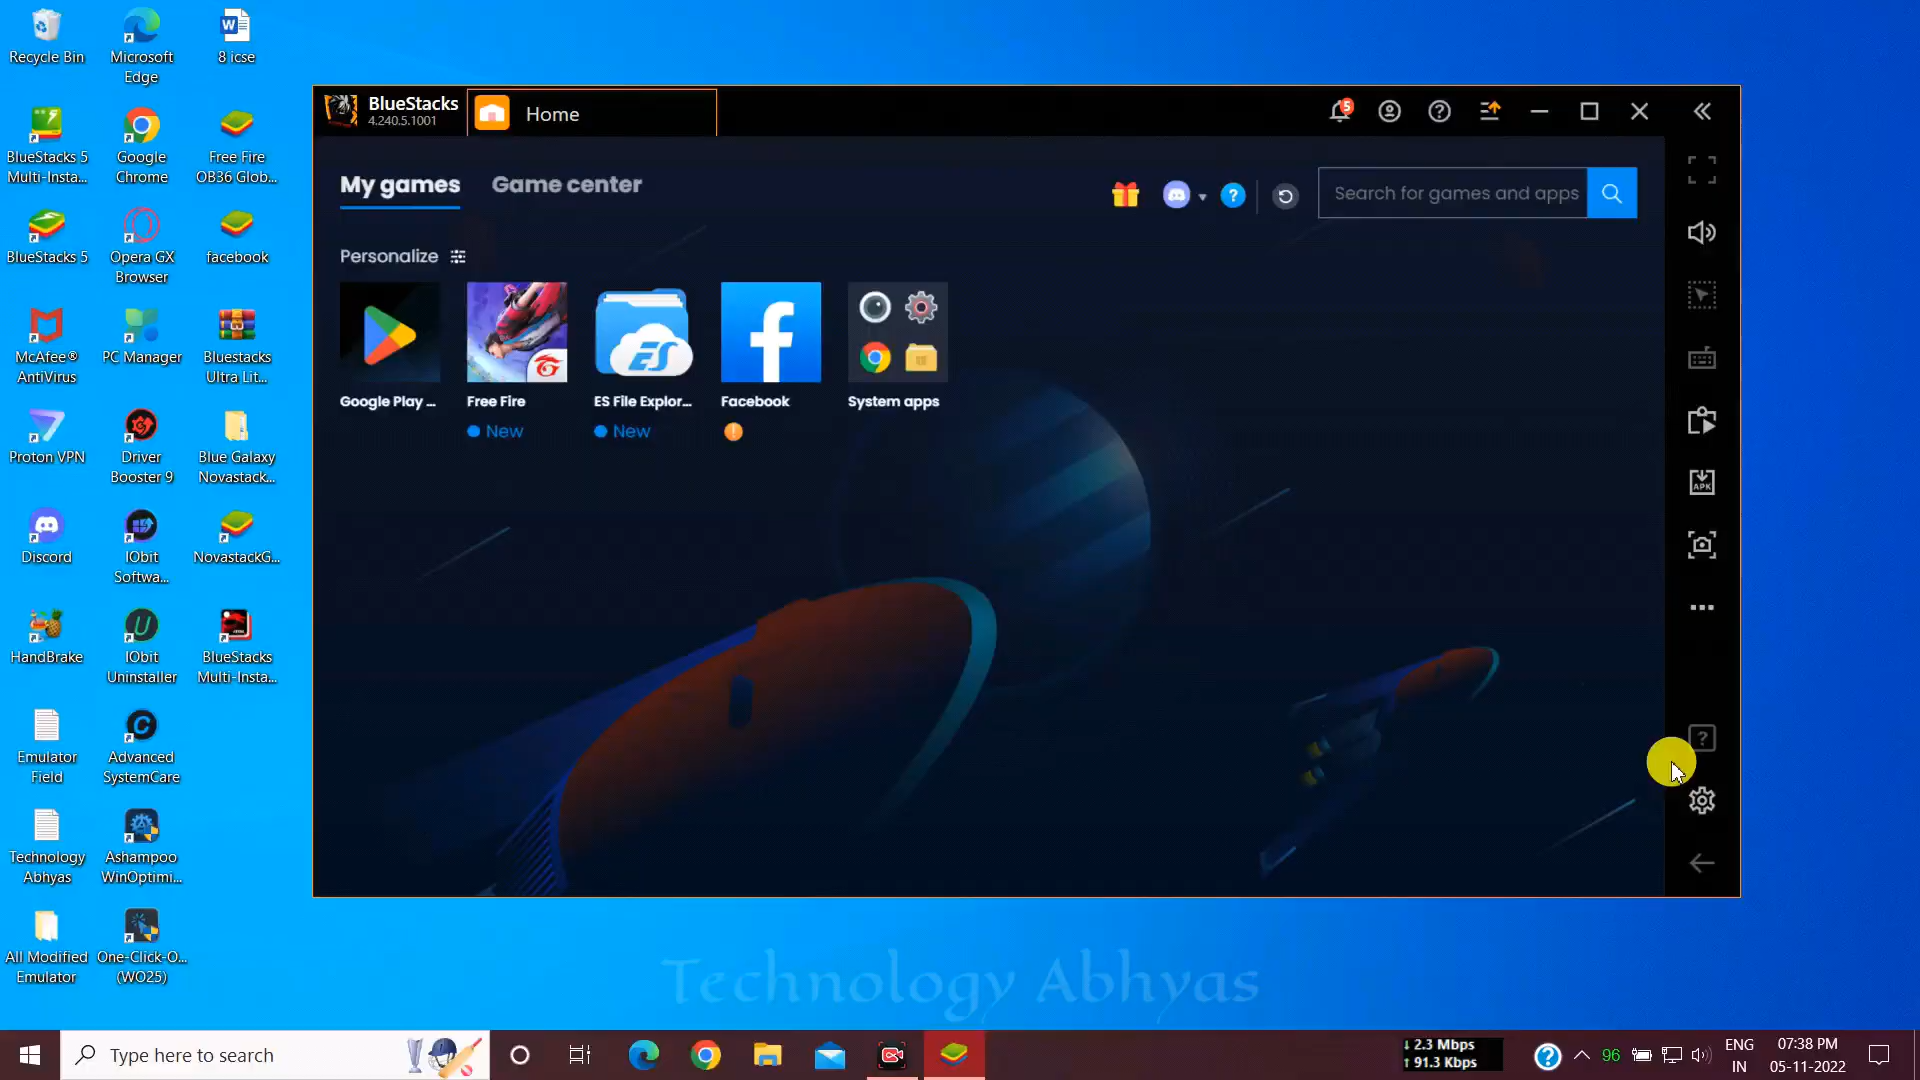 Recycle Bin
Microsoft
Edge
8 icse
BlueStacks 5
Multi-Insta...
Google
Chrome
Free Fire
OB36 Glob...
BlueStacks 5
Opera GX
Browser
facebook
McAfee®
AntiVirus
PC Manager
Bluestacks
Ultra Lit...
Proton VPN
Driver
Booster 9
Blue Galaxy
Novastack...
Discord
IObit
Softwa...
NovastackG...
HandBrake
IObit
Uninstaller
BlueStacks
Multi-Insta...
Emulator
Field
Advanced
SystemCare
Technology
Abhyas
Ashampoo
WinOptimi...
All Modified
Emulator
One-Click-O...
(WO25)
BlueStacks
4.240.5.1001
Home
5
My games
Game center
Search for games and apps
Personalize
Google Play ...
Free Fire
ES File Explor...
Facebook
System apps
New
New
ES
APK
Technology Abhyas
Type here to search
↓ 2.3 Mbps
↑ 91.3 Kbps
96
ENG
IN
07:38 PM
05-11-2022